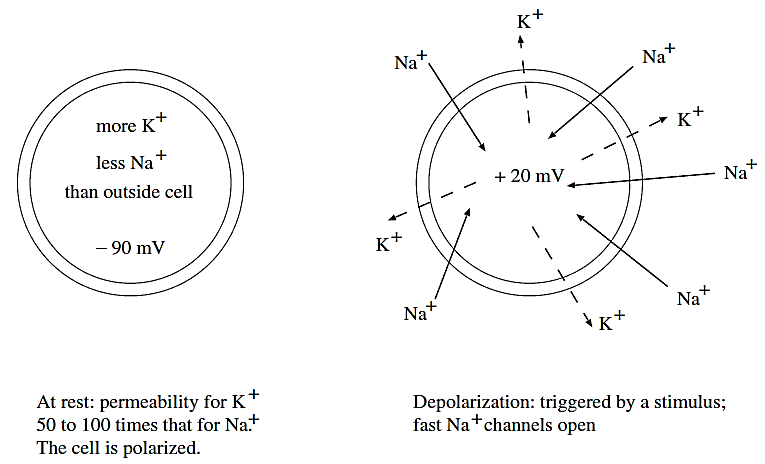 more K+
less Na+
than outside cell
− 90 mV
At rest: permeability for K+
50 to 100 times that for Na.+
The cell is polarized.
K+
Na+
Na+
K+
+ 20 mV
Na+
K+
Na+
Na+
K+
Depolarization: triggered by a stimulus;
fast Na+ channels open